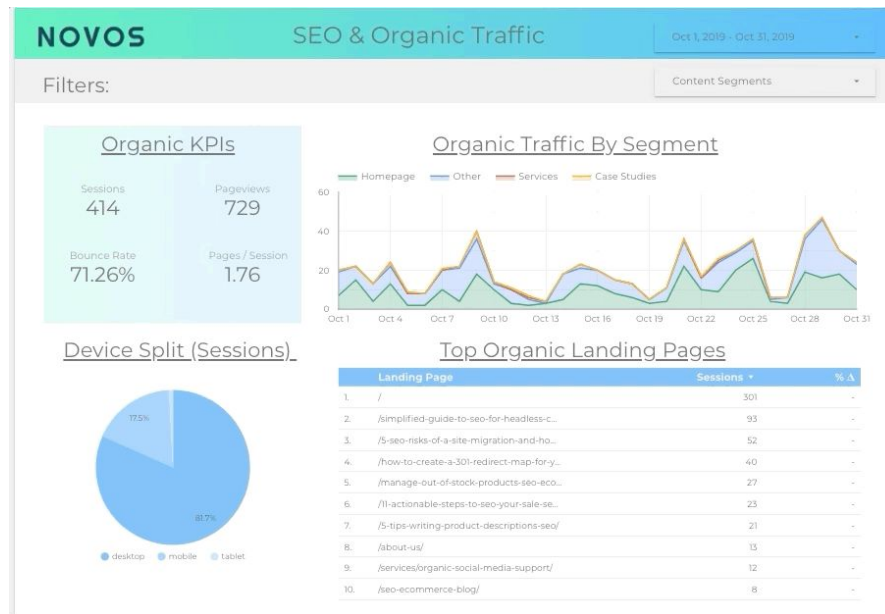 NOVOS
SEO & Organic Traffic
Oct 1, 2019 - Oct 31, 2019
Filters:
Content Segments
Organic KPIs
Sessions
414
Pageviews
729
Bounce Rate
71.26%
Pages / Session
1.76
Organic Traffic By Segment
Homepage Other Services Case Studies
60
40
20
0
Oct 1 Oct 4 Oct 7 Oct 10 Oct 13 Oct 16 Oct 19 Oct 22 Oct 25 Oct 28 Oct 31
Device Split (Sessions)
17.5%
81.7%
desktop mobile tablet
Top Organic Landing Pages
Landing Page Sessions % Δ
1. / 301 -
2. /simplified-guide-to-seo-for-headless-c... 93 -
3. /5-seo-risks-of-a-site-migration-and-ho... 52 -
4. /how-to-create-a-301-redirect-map-for-y... 40 -
5. /manage-out-of-stock-products-seo-eco... 27 -
6. /11-actionable-steps-to-seo-your-sale-se... 23 -
7. /5-tips-writing-product-descriptions-seo/ 21 -
8. /about-us/ 13 -
9. /services/organic-social-media-support/ 12 -
10. /seo-ecommerce-blog/ 8 -